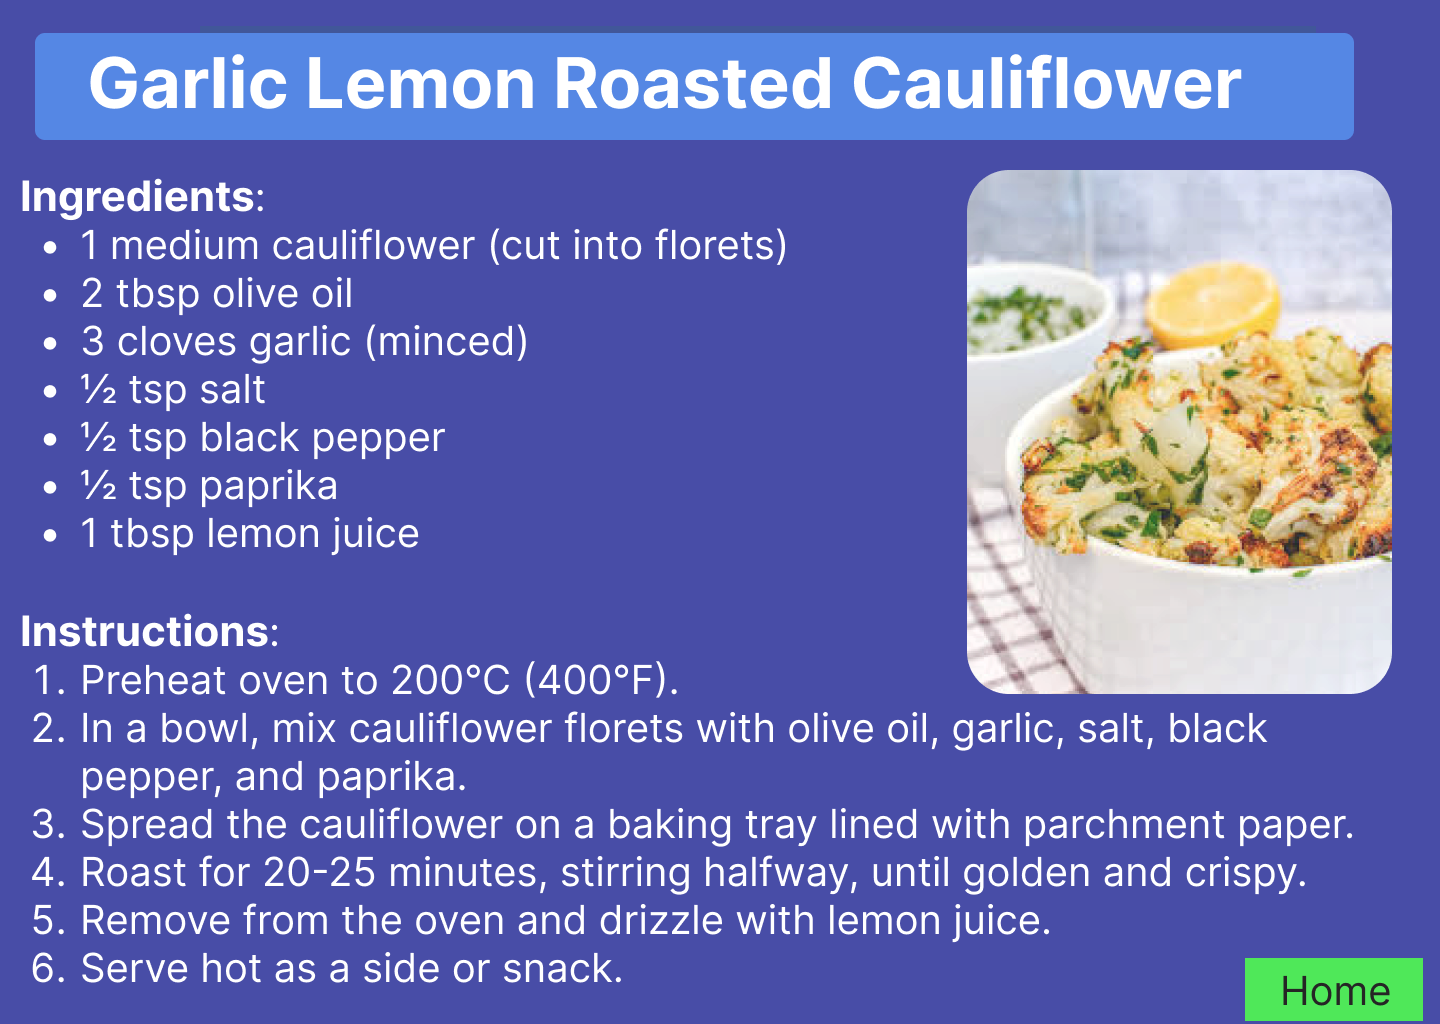 Garlic Lemon Roasted Cauliflower
Ingredients:
• 1 medium cauliflower (cut into florets)
• 2 tbsp olive oil
• 3 cloves garlic (minced)
• ½ tsp salt
• ½ tsp black pepper
• ½ tsp paprika
• 1 tbsp lemon juice
Instructions:
1. Preheat oven to 200°C (400°F).
2. In a bowl, mix cauliflower florets with olive oil, garlic, salt, black
pepper, and paprika.
3. Spread the cauliflower on a baking tray lined with parchment paper.
4. Roast for 20-25 minutes, stirring halfway, until golden and crispy.
5. Remove from the oven and drizzle with lemon juice.
6. Serve hot as a side or snack.
Home